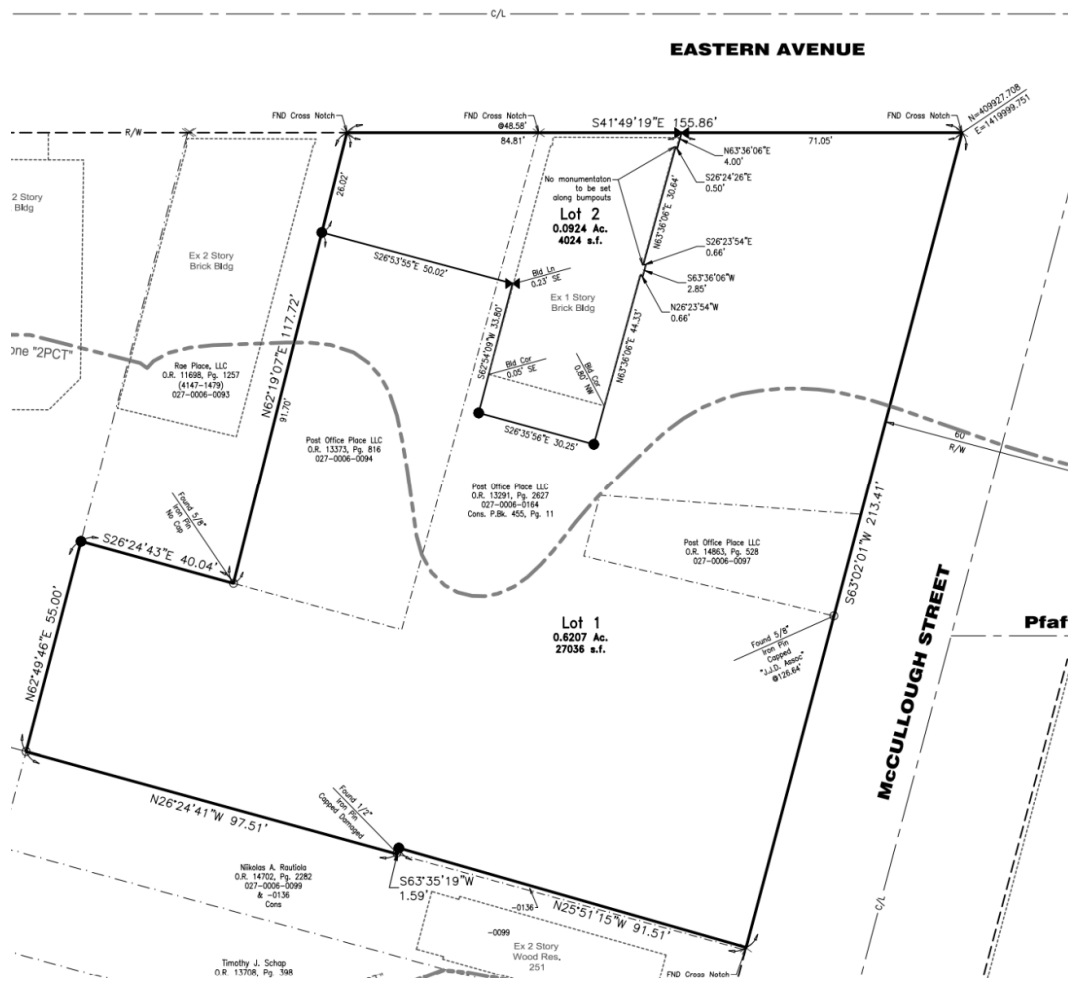 C/L
EASTERN AVENUE
N=409927.708
E=1419999.751
FND Cross Notch
FND Cross Notch
@48.58'
S41°49'19"E 155.86'
FND Cross Notch
R/W
84.81'
71.05'
N63°36'06"E
4.00'
S26°24'26"E
0.50'
No monumentaton
to be set
along bumpouts
26.02'
2 Story
Bldg
Lot 2
0.0924 Ac.
4024 s.f.
N63°36'06"E 30.64'
S26°23'54"E
0.66'
S63°36'06"W
2.85'
N26°23'54"W
0.66'
Ex 2 Story
Brick Bldg
S26°53'55"E 50.02'
Bld Ln
0.23' SE
Ex 1 Story
Brick Bldg
S62°54'09"W 33.80'
N63°36'06"E 44.33'
one "2PCT"
N62°19'07"E 117.72'
91.70'
Bld Cor
0.05' SE
Bld Cor
0.80' NW
Rae Place, LLC
O.R. 11698, Pg. 1257
(4147-1479)
027-0006-0093
S26°35'56"E 30.25'
60
R/W
Post Office Place LLC
O.R. 13373, Pg. 816
027-0006-0094
Post Office Place LLC
O.R. 13291, Pg. 2627
027-0006-0164
Cons. P.Bk. 455, Pg. 11
Found 5/8"
Iron Pin
No Cap
Post Office Place LLC
O.R. 14863, Pg. 528
027-0006-0097
S63°02'01"W 213.41'
S26°24'43"E 40.04'
N62°49'46"E 55.00'
Lot 1
0.6207 Ac.
27036 s.f.
Found 5/8"
Iron Pin
Capped
"J.J.D. Assoc"
@126.64'
Pfaf
McCULLOUGH STREET
N26°24'41"W 97.51'
Found 1/2"
Iron Pin
Capped Damaged
Niikolas A. Rautiola
O.R. 14702, Pg. 2282
027-0006-0099
& -0136
Cons
S63°35'19"W
1.59'
N25°51'15"W 91.51'
-0136
-0099
Ex 2 Story
Wood Res.
251
C/L
Timothy J. Schap
O.R. 13708, Pg. 398
FND Cross Notch